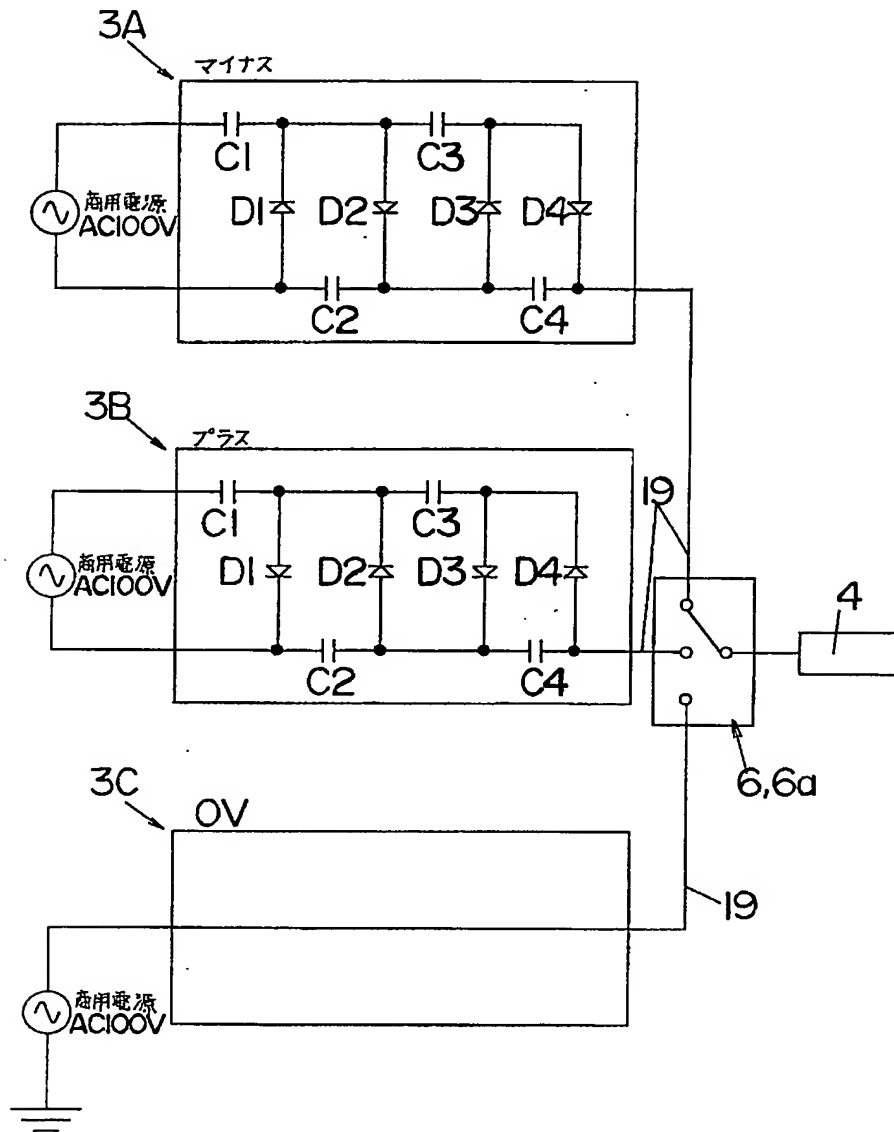 3A
マイナス
C1
C3
商用電源
AC100V
D1
D2
D3
D4
C2
C4
3B
プラス
C1
C3
19
商用電源
AC100V
D1
D2
D3
D4
4
C2
C4
6,6a
3C
0V
19
商用電源
AC100V